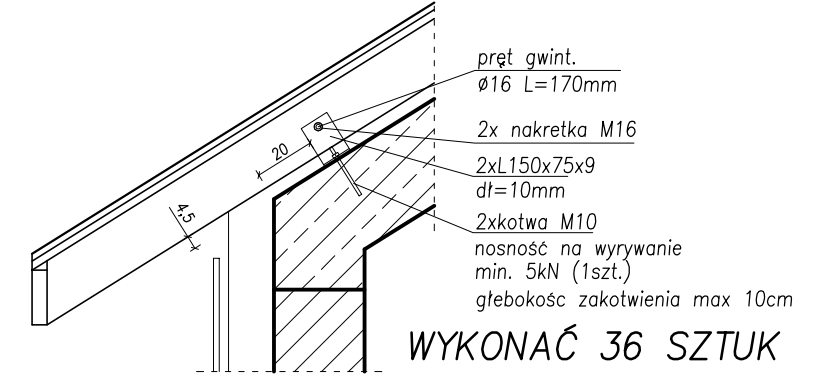 pręt gwint.
ø16 L=170mm
2x nakretka M16
20
2xL150x75x9
dł=10mm
4,5
2xkotwa M10
nosność na wyrywanie
min. 5kN (1szt.)
głebokośc zakotwienia max 10cm
WYKONAĆ 36 SZTUK